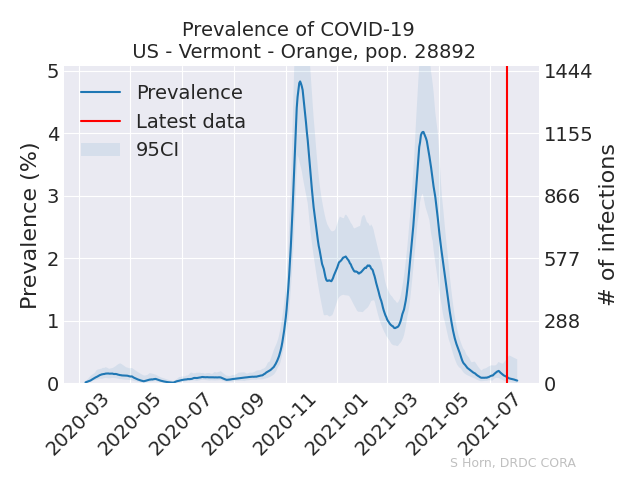 Prevalence of COVID-19
US - Vermont - Orange, pop. 28892
Prevalence
Latest data
95CI
Prevalence (%)
5
4
3
2
1
0
1444
1155
866
577
288
0
# of infections
2020-03
2020-05
2020-07
2020-09
2020-11
2021-01
2021-03
2021-05
2021-07
S Horn, DRDC CORA